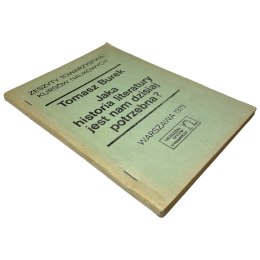 ZESZYTY TOWARZYSTWA
KURSÓW NAUKOWYCH
Tomasz Burek
Jaka
historia literatury
jest nam dzisiaj
potrzebna?
WARSZAWA 1979